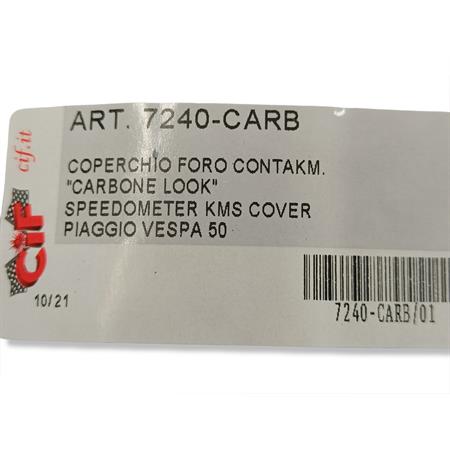 ART. 7240-CARB
COPERCHIO FORO CONTAKM.
"CARBONE LOOK"
SPEEDOMETER KMS COVER
PIAGGIO VESPA 50
cif.it
CiF
10/21
7240-CARB/01